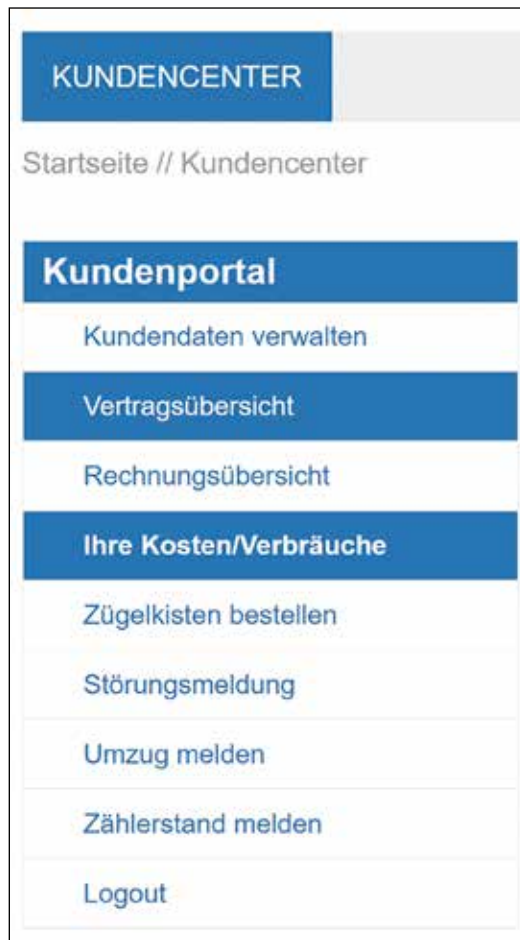 KUNDENCENTER
Startseite // Kundencenter
Kundenportal
Kundendaten verwalten
Vertragsübersicht
Rechnungsübersicht
Ihre Kosten/Verbräuche
Zügelkisten bestellen
Störungsmeldung
Umzug melden
Zählerstand melden
Logout